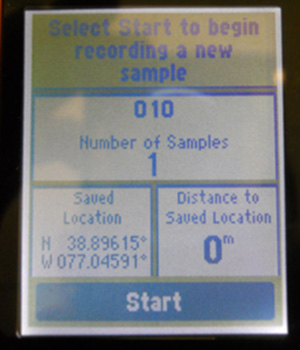 Select Start to begin
recording a new
sample
010
Number of Samples
1
Saved
Location
N 38.89615°
W 077.04591°
Distance to
Saved Location
0m
Start